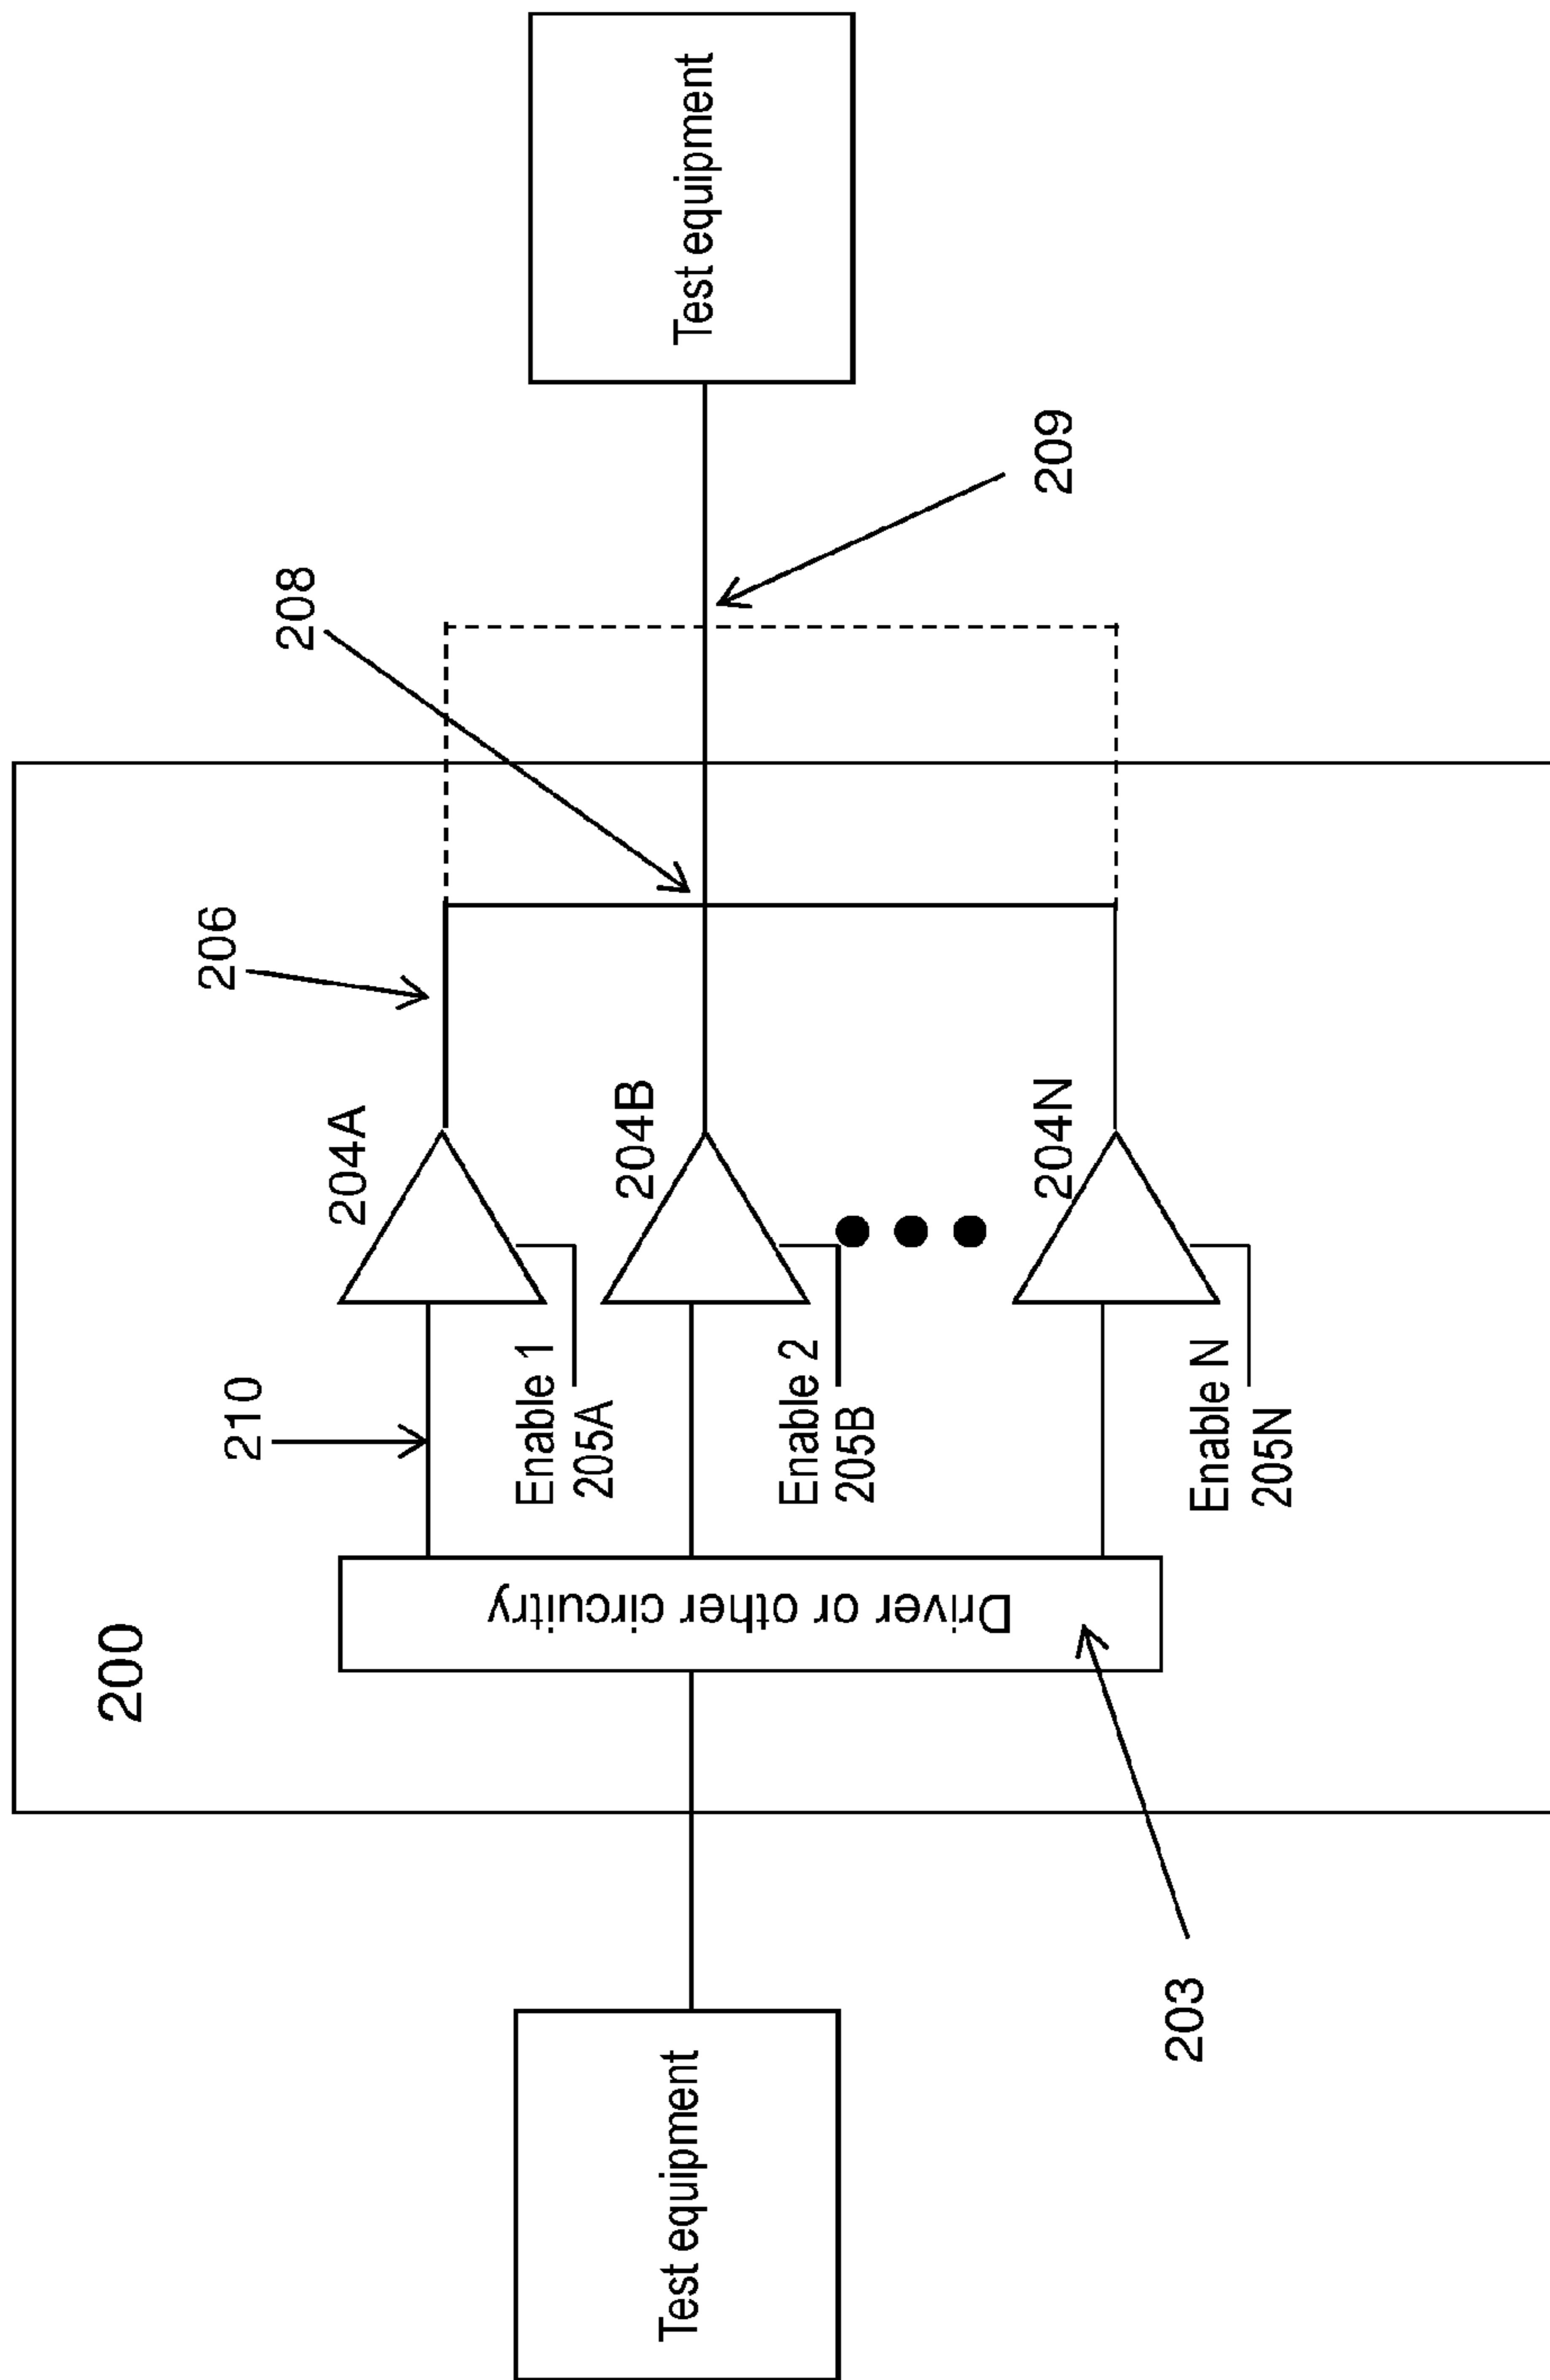 200
210
206
208
204A
Enable 1
205A
204B
Enable 2
205B
204N
Enable N
205N
Driver or other circuitry
Test equipment
Test equipment
209
203